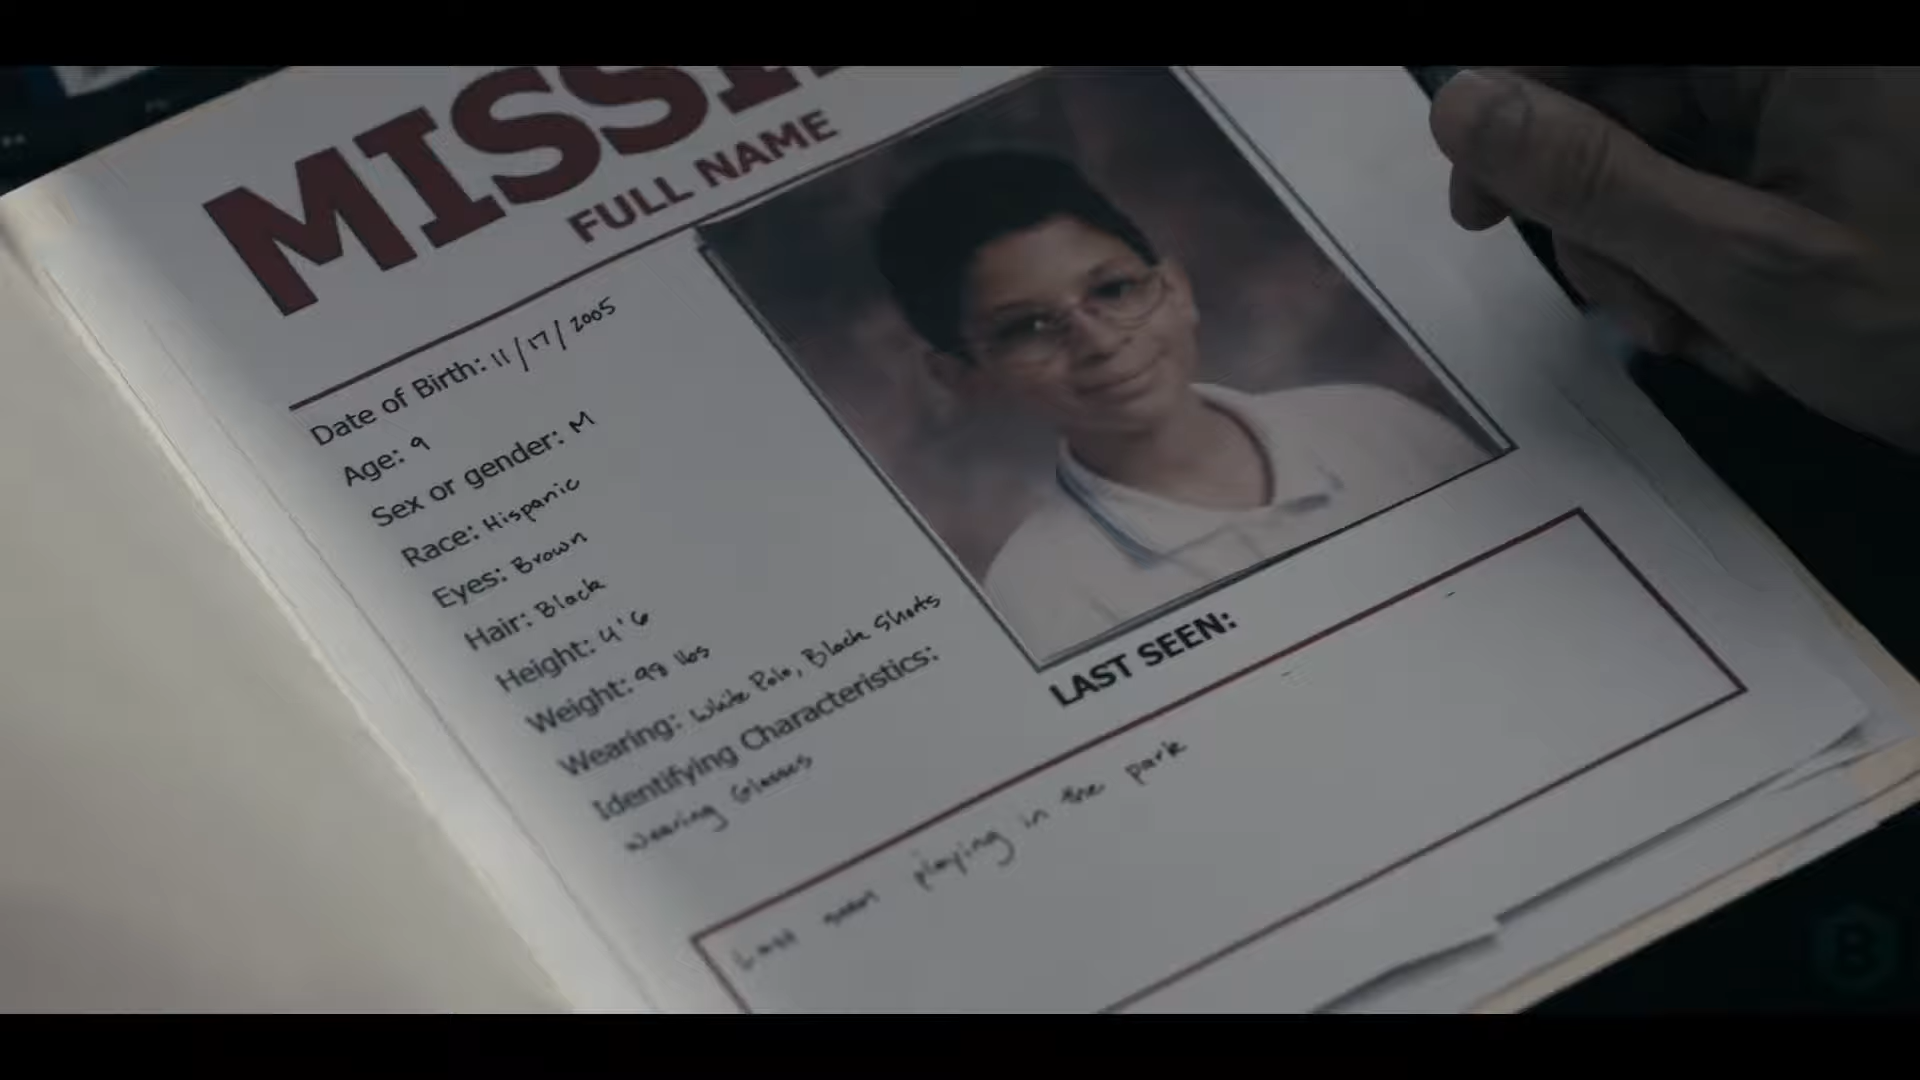 MISSI
FULL NAME
Date of Birth: 11/17/2005
Age: 9
Sex or gender: M
Race: Hispanic
Eyes: Brown
Hair: Black
Height: 4'6
Weight: 98 lbs
Wearing: White Polo, Black Shorts
Identifying Characteristics:
Wearing Glasses
LAST SEEN:
Last seen playing in the park
B